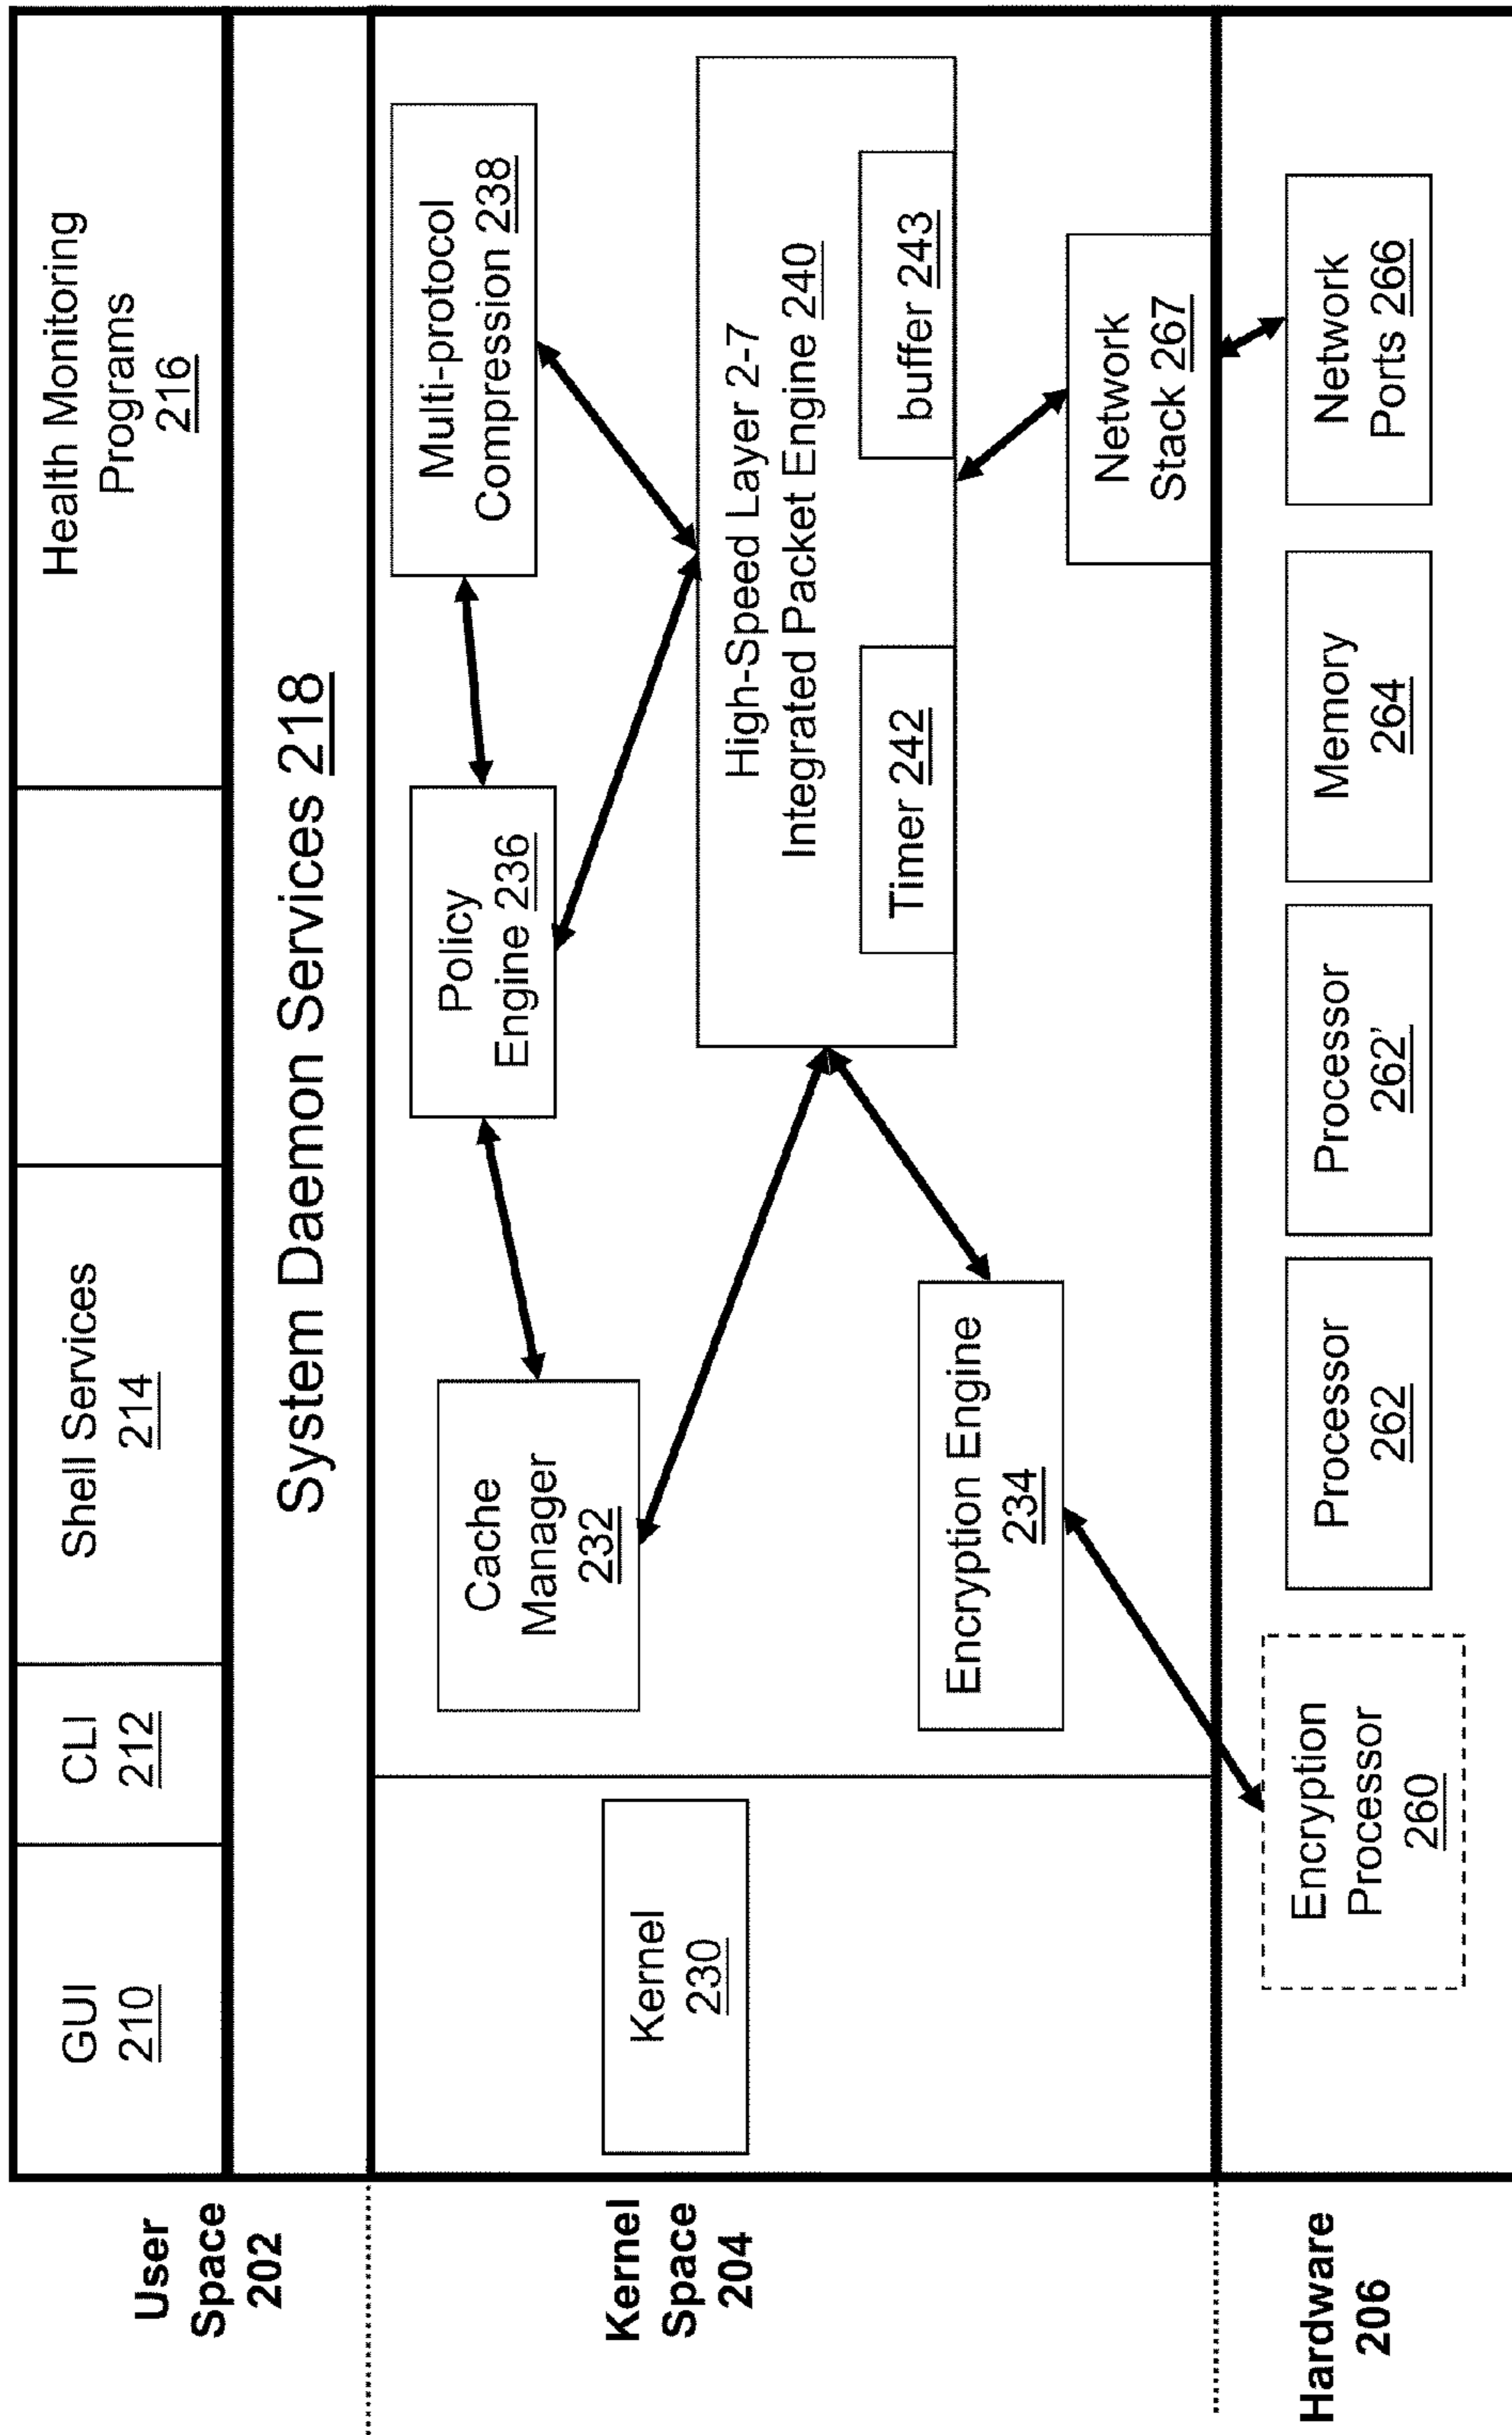 User
Space
202
GUI
210
CLI
212
Shell Services
214
Health Monitoring
Programs
216
System Daemon Services 218
Kernel
Space
204
Kernel
230
Cache
Manager
232
Policy
Engine 236
Multi-protocol
Compression 238
High-Speed Layer 2-7
Integrated Packet Engine 240
Timer 242
buffer 243
Encryption Engine
234
Network
Stack 267
Hardware
206
Encryption
Processor
260
Processor
262
Processor
262'
Memory
264
Network
Ports 266